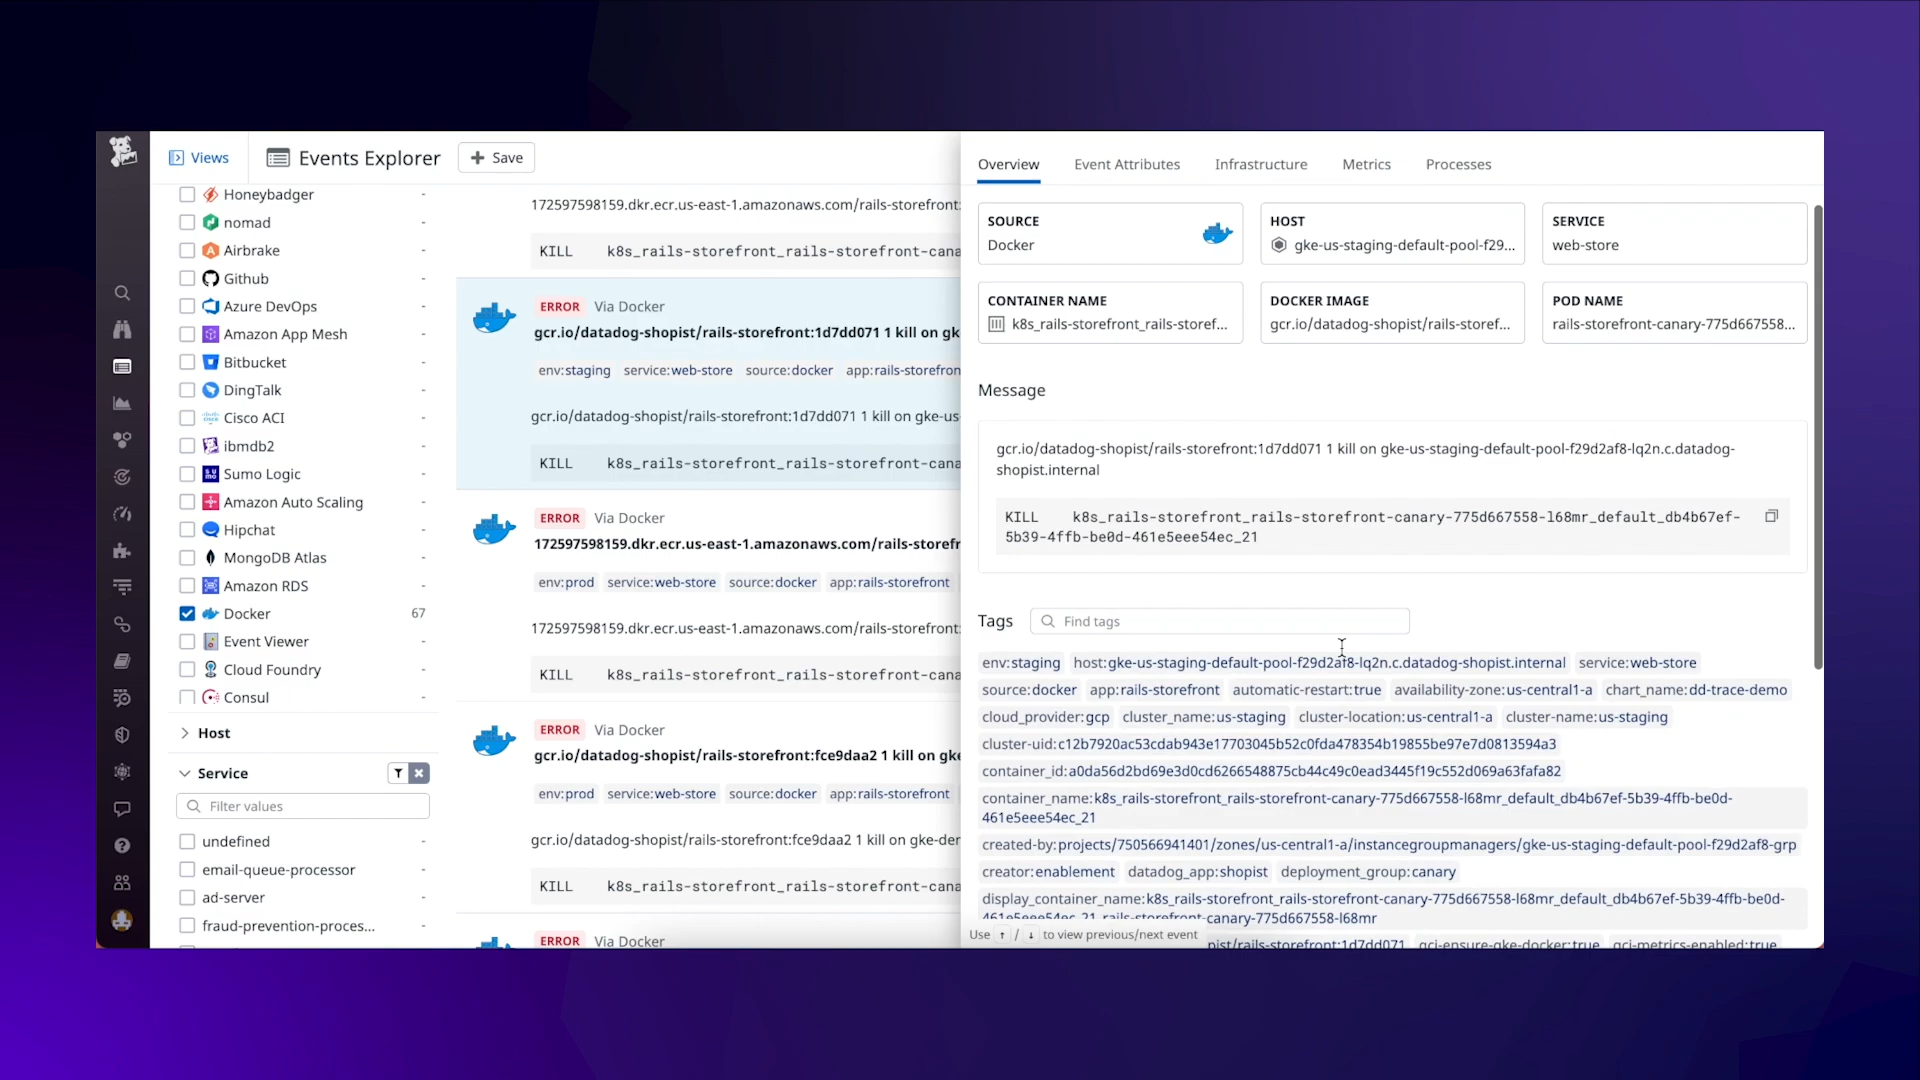 Views
Events Explorer
+ Save
Honeybadger -
nomad -
Airbrake -
Github -
Azure DevOps -
Amazon App Mesh -
Bitbucket -
DingTalk -
Cisco ACI -
ibmdb2 -
Sumo Logic -
Amazon Auto Scaling -
Hipchat -
MongoDB Atlas -
Amazon RDS -
Docker 67
Event Viewer -
Cloud Foundry -
Consul -
Host
Service
Filter values
undefined -
email-queue-processor -
ad-server -
fraud-prevention-proces... -
172597598159.dkr.ecr.us-east-1.amazonaws.com/rails-storefront:
KILL k8s_rails-storefront_rails-storefront-cana
ERROR Via Docker
gcr.io/datadog-shopist/rails-storefront:1d7dd071 1 kill on gk
env:staging service:web-store source:docker app:rails-storefron
gcr.io/datadog-shopist/rails-storefront:1d7dd071 1 kill on gke-us-
KILL k8s_rails-storefront_rails-storefront-cana
ERROR Via Docker
172597598159.dkr.ecr.us-east-1.amazonaws.com/rails-storefr
env:prod service:web-store source:docker app:rails-storefront
172597598159.dkr.ecr.us-east-1.amazonaws.com/rails-storefront:
KILL k8s_rails-storefront_rails-storefront-cana
ERROR Via Docker
gcr.io/datadog-shopist/rails-storefront:fce9daa2 1 kill on gke
env:prod service:web-store source:docker app:rails-storefront
gcr.io/datadog-shopist/rails-storefront:fce9daa2 1 kill on gke-der
KILL k8s_rails-storefront_rails-storefront-cana
ERROR Via Docker
Overview Event Attributes Infrastructure Metrics Processes
SOURCE
Docker
HOST
gke-us-staging-default-pool-f29...
SERVICE
web-store
CONTAINER NAME
k8s_rails-storefront_rails-storef...
DOCKER IMAGE
gcr.io/datadog-shopist/rails-storef...
POD NAME
rails-storefront-canary-775d667558...
Message
gcr.io/datadog-shopist/rails-storefront:1d7dd071 1 kill on gke-us-staging-default-pool-f29d2af8-lq2n.c.datadog-
shopist.internal
KILL k8s_rails-storefront_rails-storefront-canary-775d667558-l68mr_default_db4b67ef-
5b39-4ffb-be0d-461e5eee54ec_21
Tags
Find tags
env:staging host:gke-us-staging-default-pool-f29d2af8-lq2n.c.datadog-shopist.internal service:web-store
source:docker app:rails-storefront automatic-restart:true availability-zone:us-central1-a chart_name:dd-trace-demo
cloud_provider:gcp cluster_name:us-staging cluster-location:us-central1-a cluster-name:us-staging
cluster-uid:c12b7920ac53cdab943e17703045b52c0fda478354b19855be97e7d0813594a3
container_id:a0da56d2bd69e3d0cd6266548875cb44c49c0ead3445f19c552d069a63fafa82
container_name:k8s_rails-storefront_rails-storefront-canary-775d667558-l68mr_default_db4b67ef-5b39-4ffb-be0d-
461e5eee54ec_21
created-by:projects/750566941401/zones/us-central1-a/instancegroupmanagers/gke-us-staging-default-pool-f29d2af8-grp
creator:enablement datadog_app:shopist deployment_group:canary
display_container_name:k8s_rails-storefront_rails-storefront-canary-775d667558-l68mr_default_db4b67ef-5b39-4ffb-be0d-
461e5eee54ec_21_rails-storefront-canary-775d667558-l68mr
Use ↑ / ↓ to view previous/next event
pist/rails-storefront:1d7dd071 gci-ensure-gke-docker:true gci-metrics-enabled:true